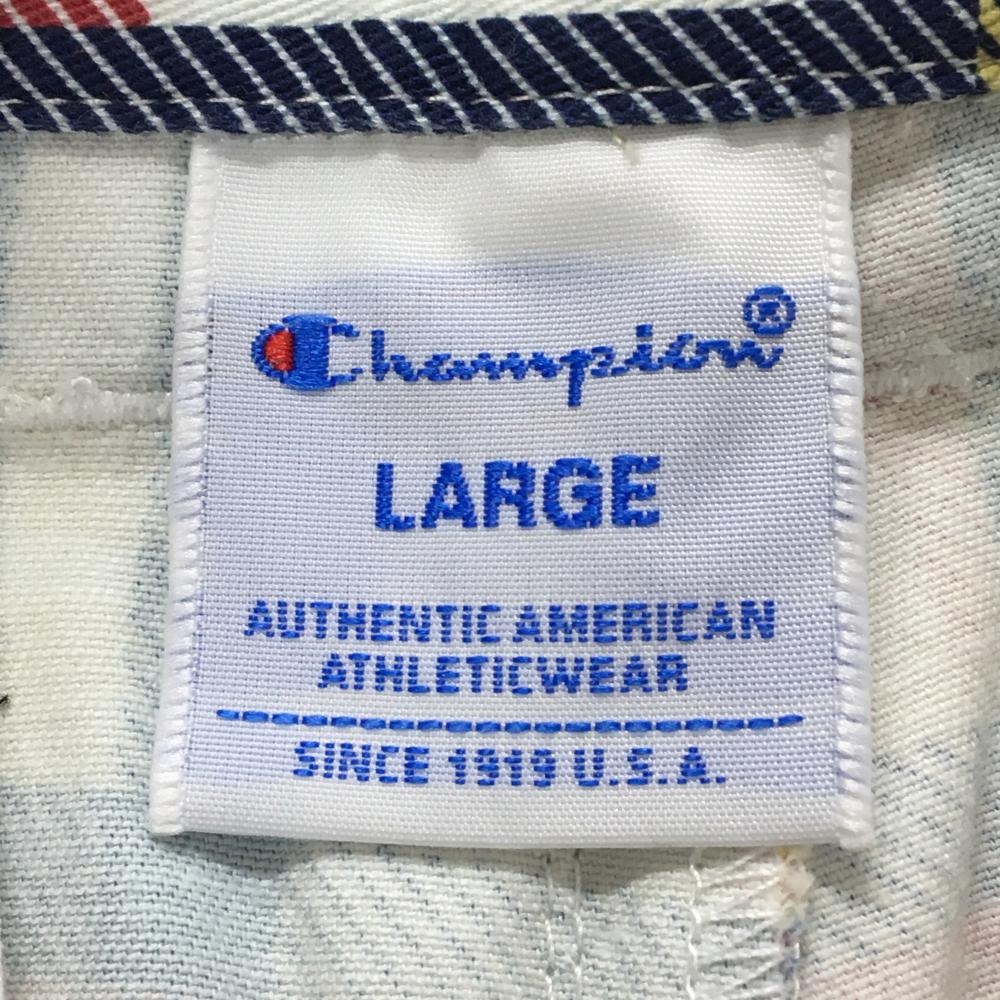 Champion®
LARGE
AUTHENTIC AMERICAN
ATHLETICWEAR
SINCE 1919 U.S.A.